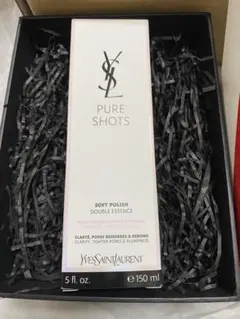 YSL
PURE
SHOTS
SOFT POLISH
DOUBLE ESSENCE
CLARTÉ, PORES RESSERRÉS & REBOND
CLARITY, TIGHTER PORES & PLUMPNESS
YVES SAINT LAURENT
5 fl. oz. ℮ 150 ml